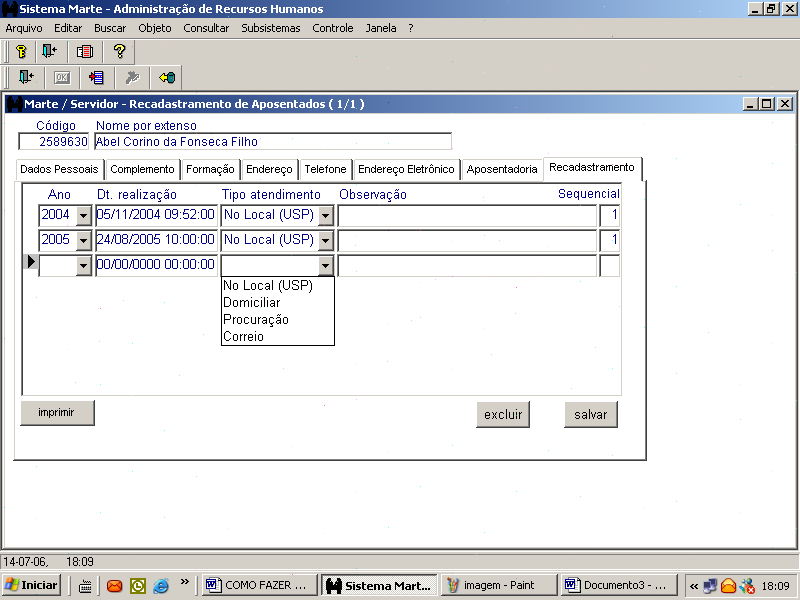 Sistema Marte - Administração de Recursos Humanos
Arquivo Editar Buscar Objeto Consultar Subsistemas Controle Janela ?
OK
Marte / Servidor - Recadastramento de Aposentados ( 1/1 )
Código Nome por extenso
2589630 Abel Corino da Fonseca Filho
Dados Pessoais Complemento Formação Endereço Telefone Endereço Eletrônico Aposentadoria Recadastramento
Ano Dt. realização Tipo atendimento Observação Sequencial
2004 05/11/2004 09:52:00 No Local (USP) 1
2005 24/08/2005 10:00:00 No Local (USP) 1
00/00/0000 00:00:00
No Local (USP)
Domiciliar
Procuração
Correio
imprimir excluir salvar
14-07-06, 18:09
Iniciar » COMO FAZER ... Sistema Mart... imagem - Paint Documento3 - ... « 18:09